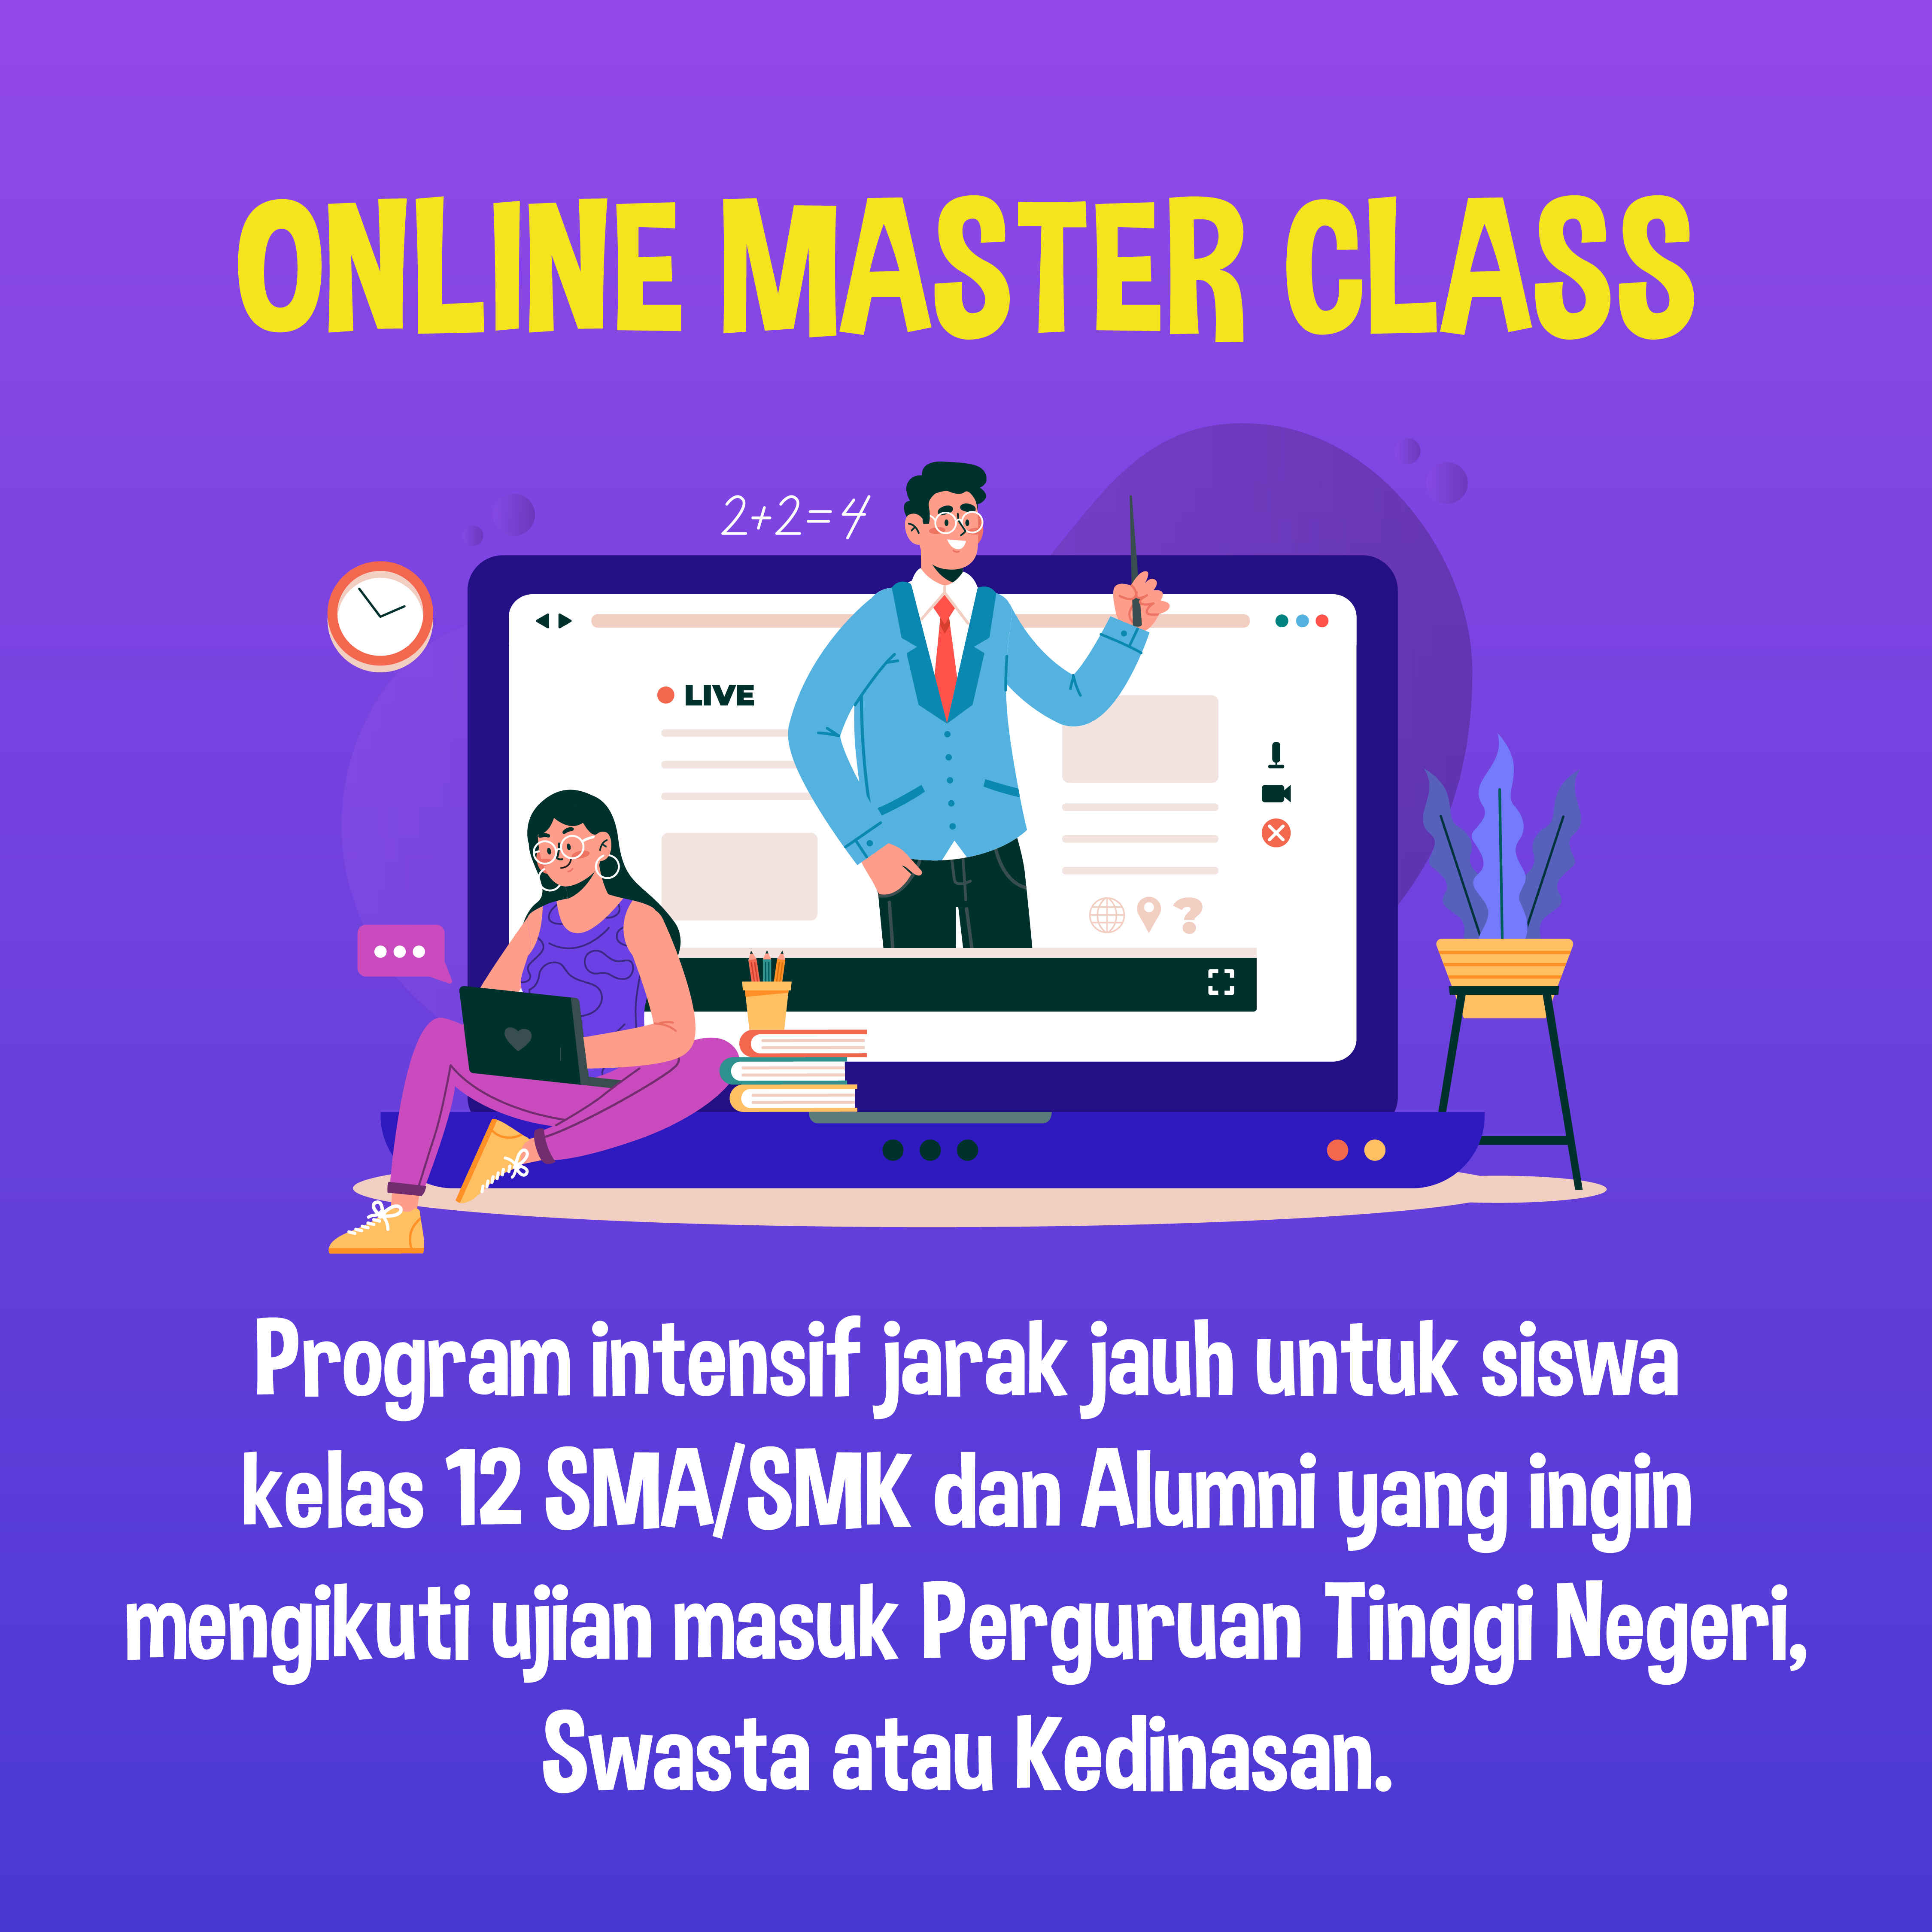 ONLINE MASTER CLASS
2+2=4
LIVE
Program intensif jarak jauh untuk siswa
kelas 12 SMA/SMK dan Alumni yang ingin
mengikuti ujian masuk Perguruan Tinggi Negeri,
Swasta atau Kedinasan.